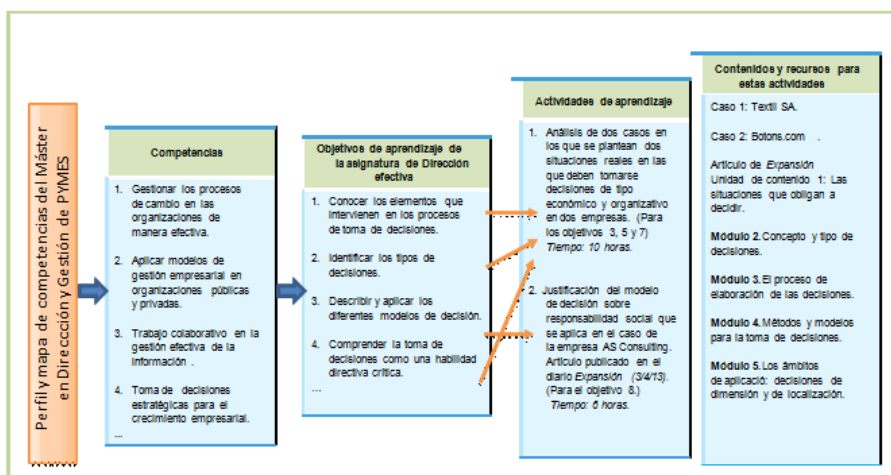 Perfil y mapa de competencias del Máster
en Direccción y Gestión de PYMES
Competencias
1. Gestionar los procesos
de cambio en las
organizaciones de
manera efectiva.
2. Aplicar modelos de
gestión empresarial en
organizaciones públicas
y privadas.
3. Trabajo colaborativo en la
gestión efectiva de la
información .
4. Toma de decisiones
estratégicas para el
crecimiento empresarial.
....
Objetivos de aprendizaje de
la asignatura de Dirección
efectiva
1. Conocer los elementos que
intervienen en los procesos
de toma de decisiones.
2. Identificar los tipos de
decisiones.
3. Describir y aplicar los
diferentes modelos de decisión.
4. Comprender la toma de
decisiones como una habilidad
directiva crítica.
...
Actividades de aprendizaje
1. Análisis de dos casos en
los que se plantean dos
situaciones reales en las
que deben tomarse
decisiones de tipo
económico y organizativo
en dos empresas. (Para
los objetivos 3, 5 y 7)
Tiempo: 10 horas.
2. Justificación del modelo
de decisión sobre
responsabilidad social que
se aplica en el caso de
la empresa AS Consulting.
Artículo publicado en el
diario Expansión (3/4/13).
(Para el objetivo 8.)
Tiempo: 6 horas.
Contenidos y recursos para
estas actividades
Caso 1: Textil SA.
Caso 2: Botons.com .
Artículo de Expansión
Unidad de contenido 1: Las
situaciones que obligan a
decidir.
Módulo 2. Concepto y tipo de
decisiones.
Módulo 3. El proceso de
elaboración de las decisiones.
Módulo 4. Métodos y modelos
para la toma de decisiones.
Módulo 5. Los ámbitos
de aplicació: decisiones de
dimensión y de localización.